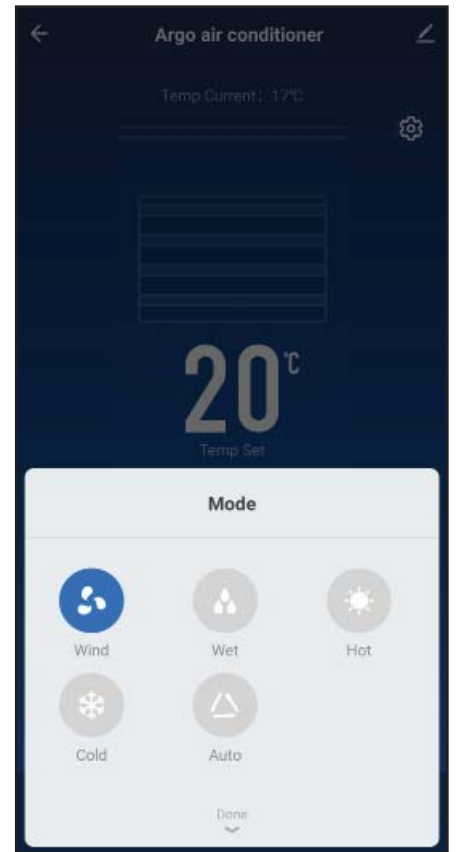 Argo air conditioner
Temp Current: 17℃
20℃
Temp Set
Mode
Wind Wet Hot
Cold Auto
Done